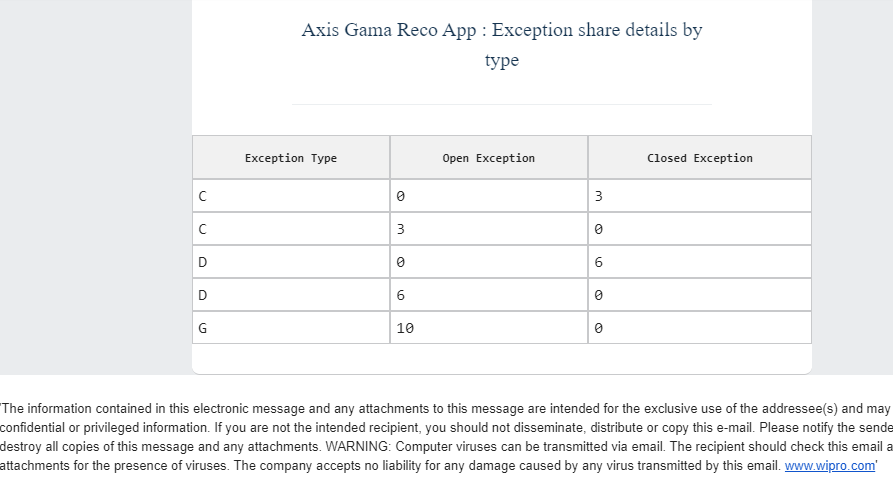 Axis Gama Reco App : Exception share details by
type
Exception Type Open Exception Closed Exception
C 0 3
C 3 0
D 0 6
D 6 0
G 10 0
'The information contained in this electronic message and any attachments to this message are intended for the exclusive use of the addressee(s) and may
confidential or privileged information. If you are not the intended recipient, you should not disseminate, distribute or copy this e-mail. Please notify the sende
destroy all copies of this message and any attachments. WARNING: Computer viruses can be transmitted via email. The recipient should check this email a
attachments for the presence of viruses. The company accepts no liability for any damage caused by any virus transmitted by this email. www.wipro.com'